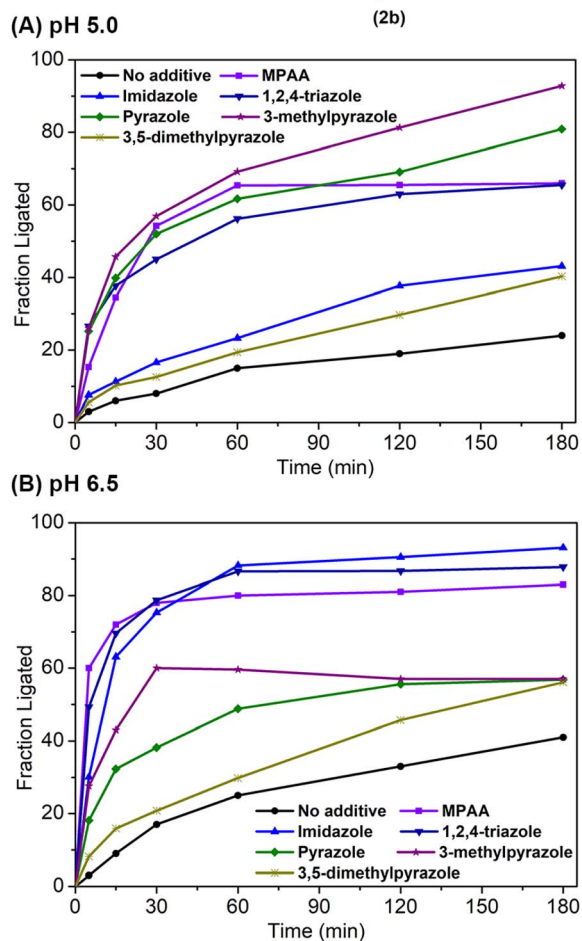 (2b)
(A) pH 5.0
100
No additive MPAA
Imidazole 1,2,4-triazole
80
Pyrazole 3-methylpyrazole
3,5-dimethylpyrazole
60
40
20
0
Fraction Ligated
0 30 60 90 120 150 180
Time (min)
(B) pH 6.5
100
80
60
40
20
0
Fraction Ligated
No additive MPAA
Imidazole 1,2,4-triazole
Pyrazole 3-methylpyrazole
3,5-dimethylpyrazole
0 30 60 90 120 150 180
Time (min)